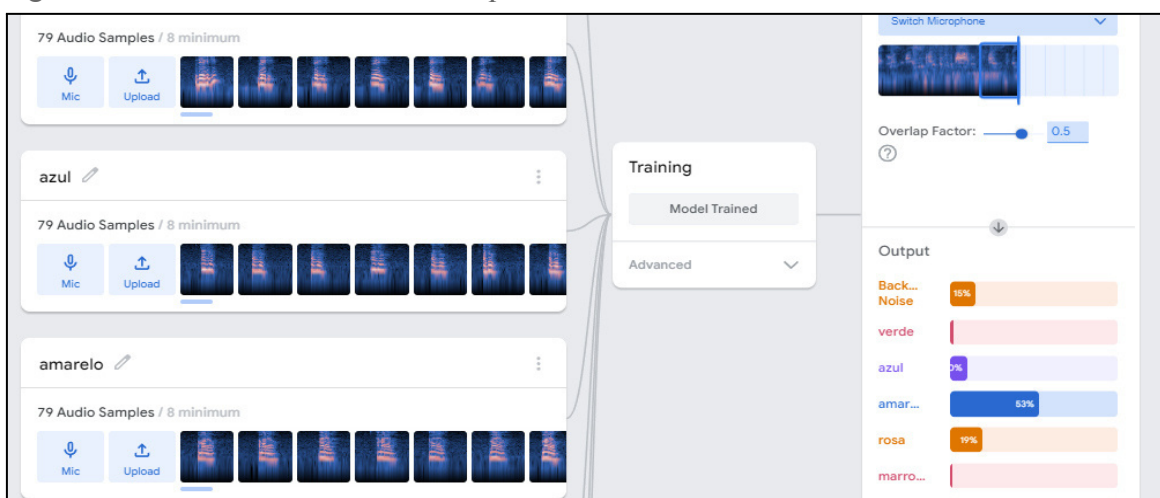 79 Audio Samples / 8 minimum
Mic
Upload
azul
79 Audio Samples / 8 minimum
Mic
Upload
amarelo
79 Audio Samples / 8 minimum
Mic
Upload
Training
Model Trained
Advanced
Switch Microphone
Overlap Factor: 0.5
?
Output
Back... Noise 15%
verde
azul
amar... 53%
rosa 19%
marro...